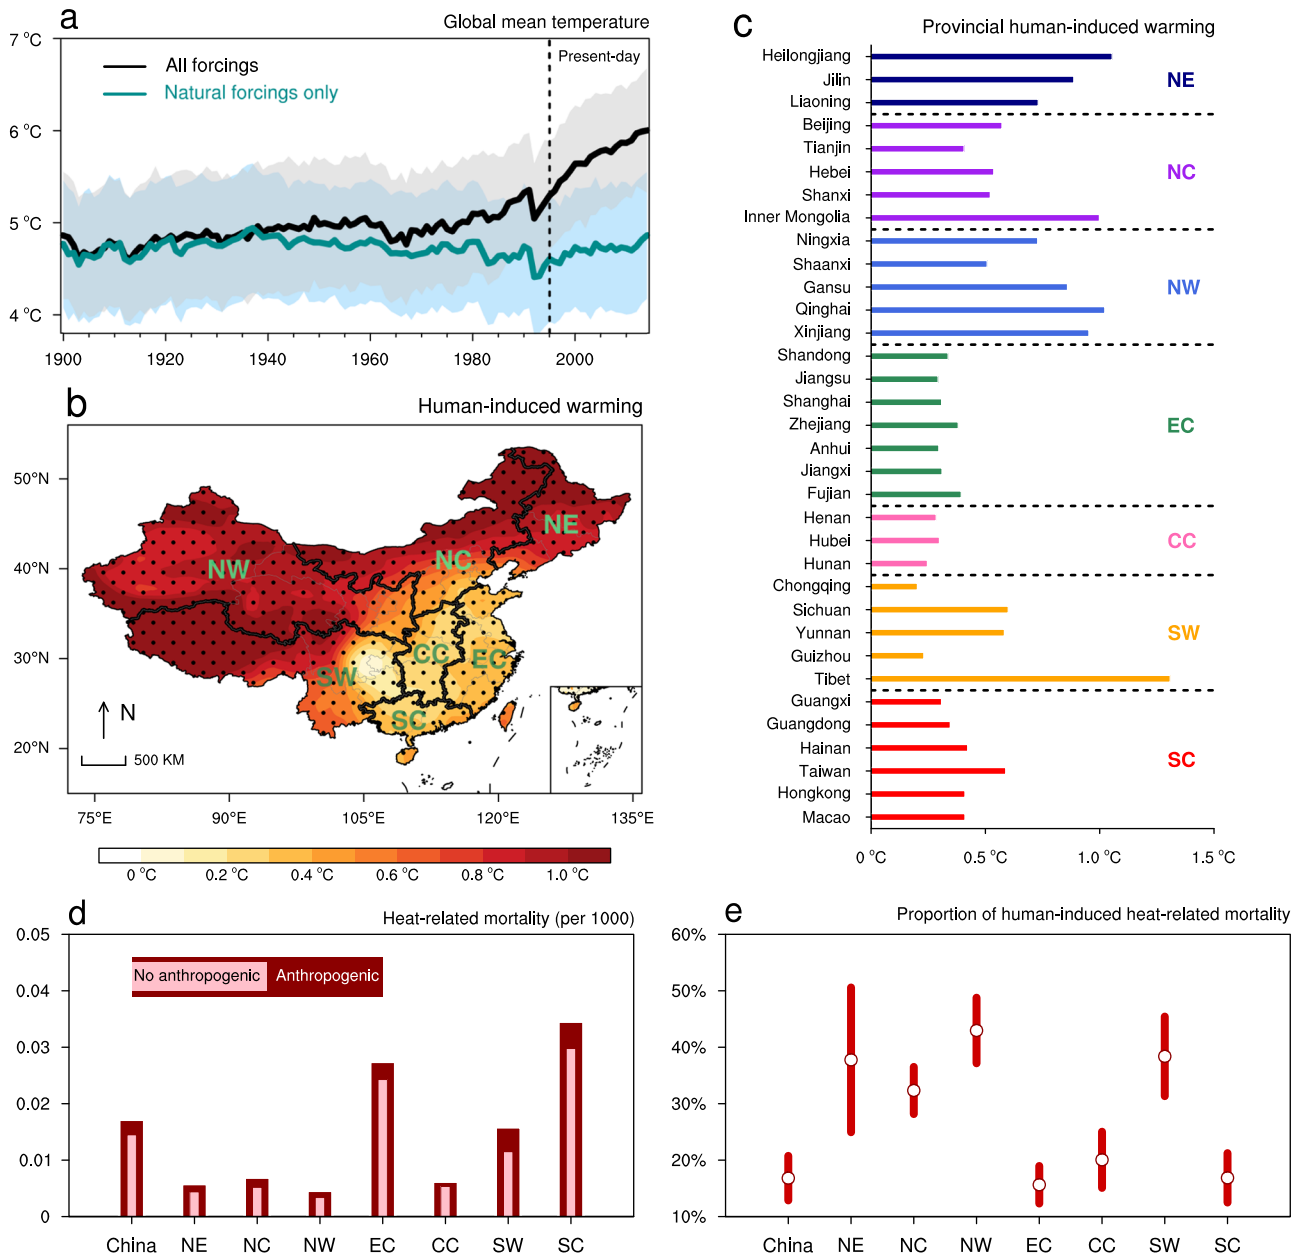 a
Global mean temperature
7 °C
6 °C
5 °C
4 °C
All forcings
Natural forcings only
Present-day
1900 1920 1940 1960 1980 2000
b
Human-induced warming
50°N
40°N
30°N
20°N
NE
NC
NW
CC
EC
SW
SC
N
500 KM
75°E 90°E 105°E 120°E 135°E
0 °C 0.2 °C 0.4 °C 0.6 °C 0.8 °C 1.0 °C
c
Provincial human-induced warming
Heilongjiang
Jilin
Liaoning
NE
Beijing
Tianjin
Hebei
Shanxi
Inner Mongolia
NC
Ningxia
Shaanxi
Gansu
Qinghai
Xinjiang
NW
Shandong
Jiangsu
Shanghai
Zhejiang
Anhui
Jiangxi
Fujian
EC
Henan
Hubei
Hunan
CC
Chongqing
Sichuan
Yunnan
Guizhou
Tibet
SW
Guangxi
Guangdong
Hainan
Taiwan
Hongkong
Macao
SC
0 °C 0.5 °C 1.0 °C 1.5 °C
d
Heat-related mortality (per 1000)
0.05
0.04
0.03
0.02
0.01
0
No anthropogenic Anthropogenic
China NE NC NW EC CC SW SC
e
Proportion of human-induced heat-related mortality
60%
50%
40%
30%
20%
10%
China NE NC NW EC CC SW SC